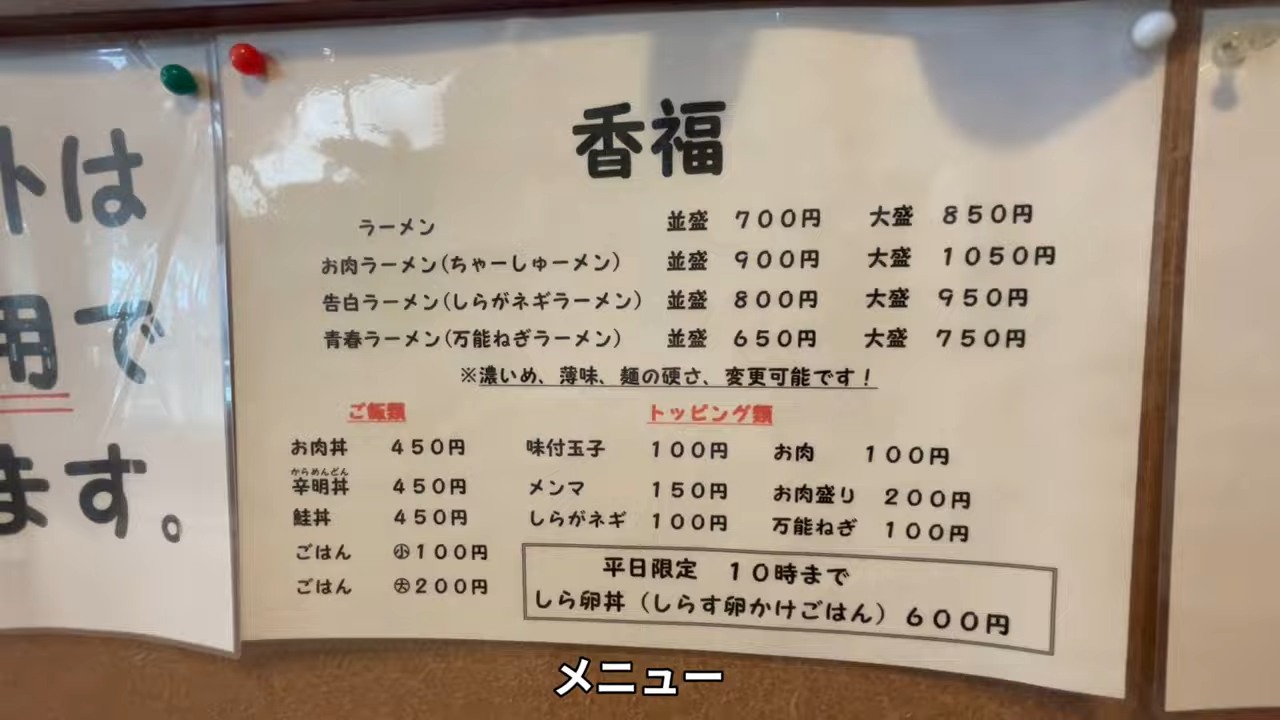 トは
用で
ます。
香福
ラーメン 並盛 700円 大盛 850円
お肉ラーメン(ちゃーしゅーメン) 並盛 900円 大盛 1050円
告白ラーメン(しらがネギラーメン) 並盛 800円 大盛 950円
青春ラーメン(万能ねぎラーメン) 並盛 650円 大盛 750円
※濃いめ、薄味、麺の硬さ、変更可能です!
ご飯類 トッピング類
お肉丼 450円 味付玉子 100円 お肉 100円
からめんどん
辛明丼 450円 メンマ 150円 お肉盛り 200円
鮭丼 450円 しらがネギ 100円 万能ねぎ 100円
ごはん ㊙小100円
ごはん 大200円
平日限定 10時まで
しら卵丼(しらす卵かけごはん)600円
メニュー